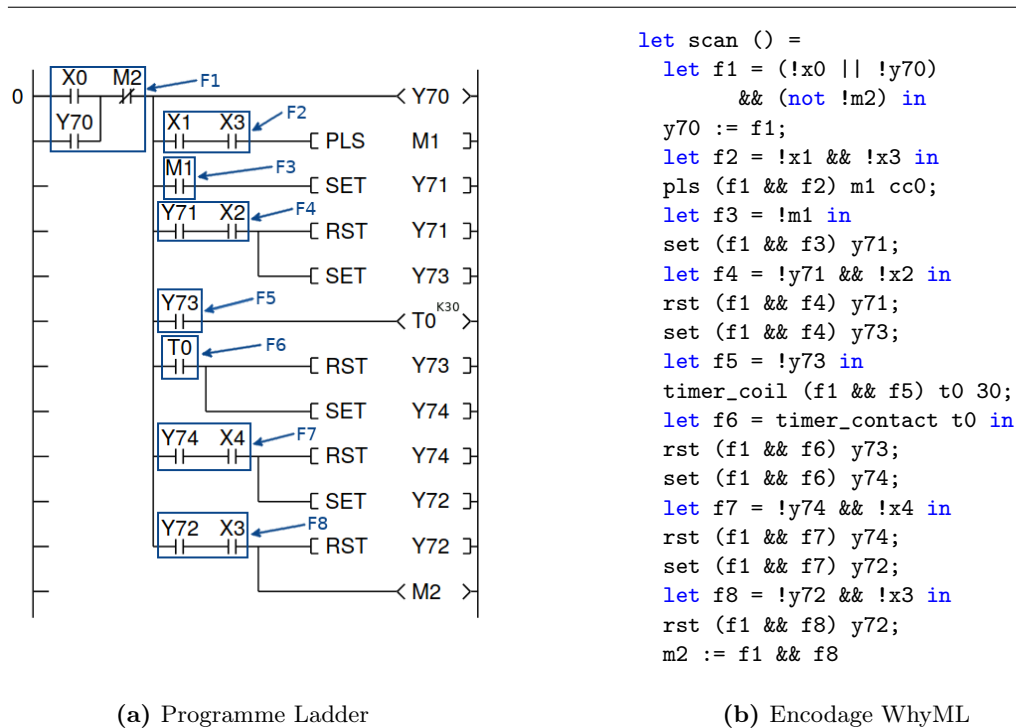 X0 M2 F1
0 Y70
Y70 X1 X3 F2
PLS M1
M1 F3
SET Y71
Y71 X2 F4
RST Y71
SET Y73
Y73 F5
T0 K30
T0 F6
RST Y73
SET Y74
Y74 X4 F7
RST Y74
SET Y72
Y72 X3 F8
RST Y72
M2
(a) Programme Ladder
let scan () =
let f1 = (!x0 || !y70)
&& (not !m2) in
y70 := f1;
let f2 = !x1 && !x3 in
pls (f1 && f2) m1 cc0;
let f3 = !m1 in
set (f1 && f3) y71;
let f4 = !y71 && !x2 in
rst (f1 && f4) y71;
set (f1 && f4) y73;
let f5 = !y73 in
timer_coil (f1 && f5) t0 30;
let f6 = timer_contact t0 in
rst (f1 && f6) y73;
set (f1 && f6) y74;
let f7 = !y74 && !x4 in
rst (f1 && f7) y74;
set (f1 && f7) y72;
let f8 = !y72 && !x3 in
rst (f1 && f8) y72;
m2 := f1 && f8
(b) Encodage WhyML